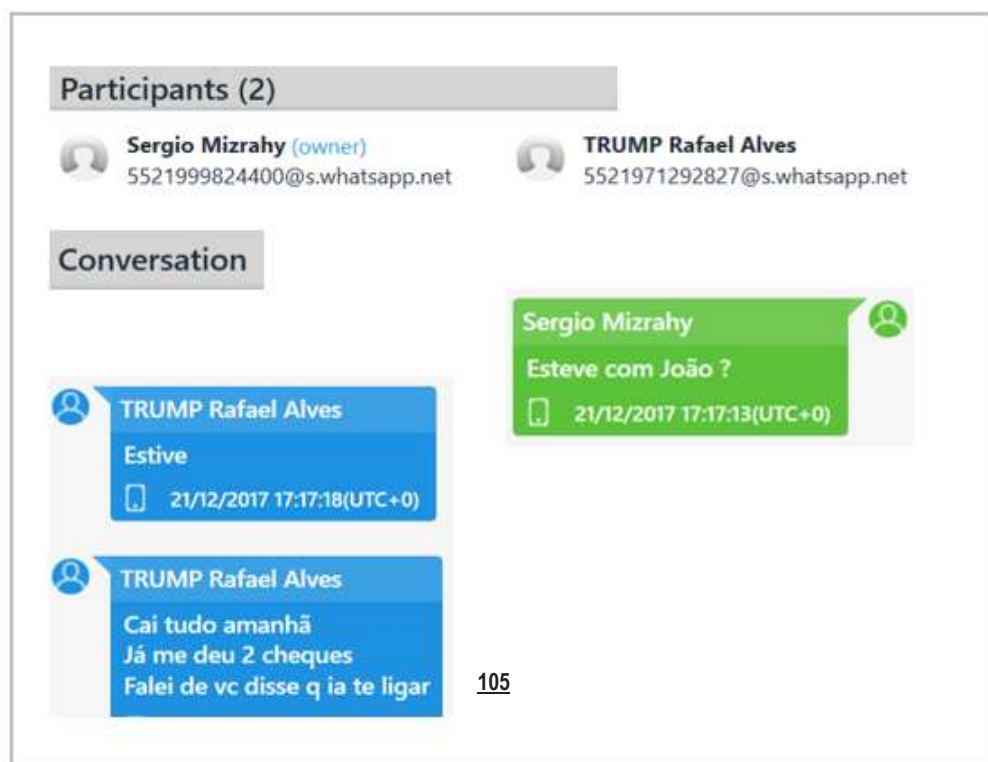 Participants (2)
Sergio Mizrahy (owner)
5521999824400@s.whatsapp.net
TRUMP Rafael Alves
5521971292827@s.whatsapp.net
Conversation
Sergio Mizrahy
Esteve com João ?
21/12/2017 17:17:13(UTC+0)
TRUMP Rafael Alves
Estive
21/12/2017 17:17:18(UTC+0)
TRUMP Rafael Alves
Cai tudo amanhã
Já me deu 2 cheques
Falei de vc disse q ia te ligar
105